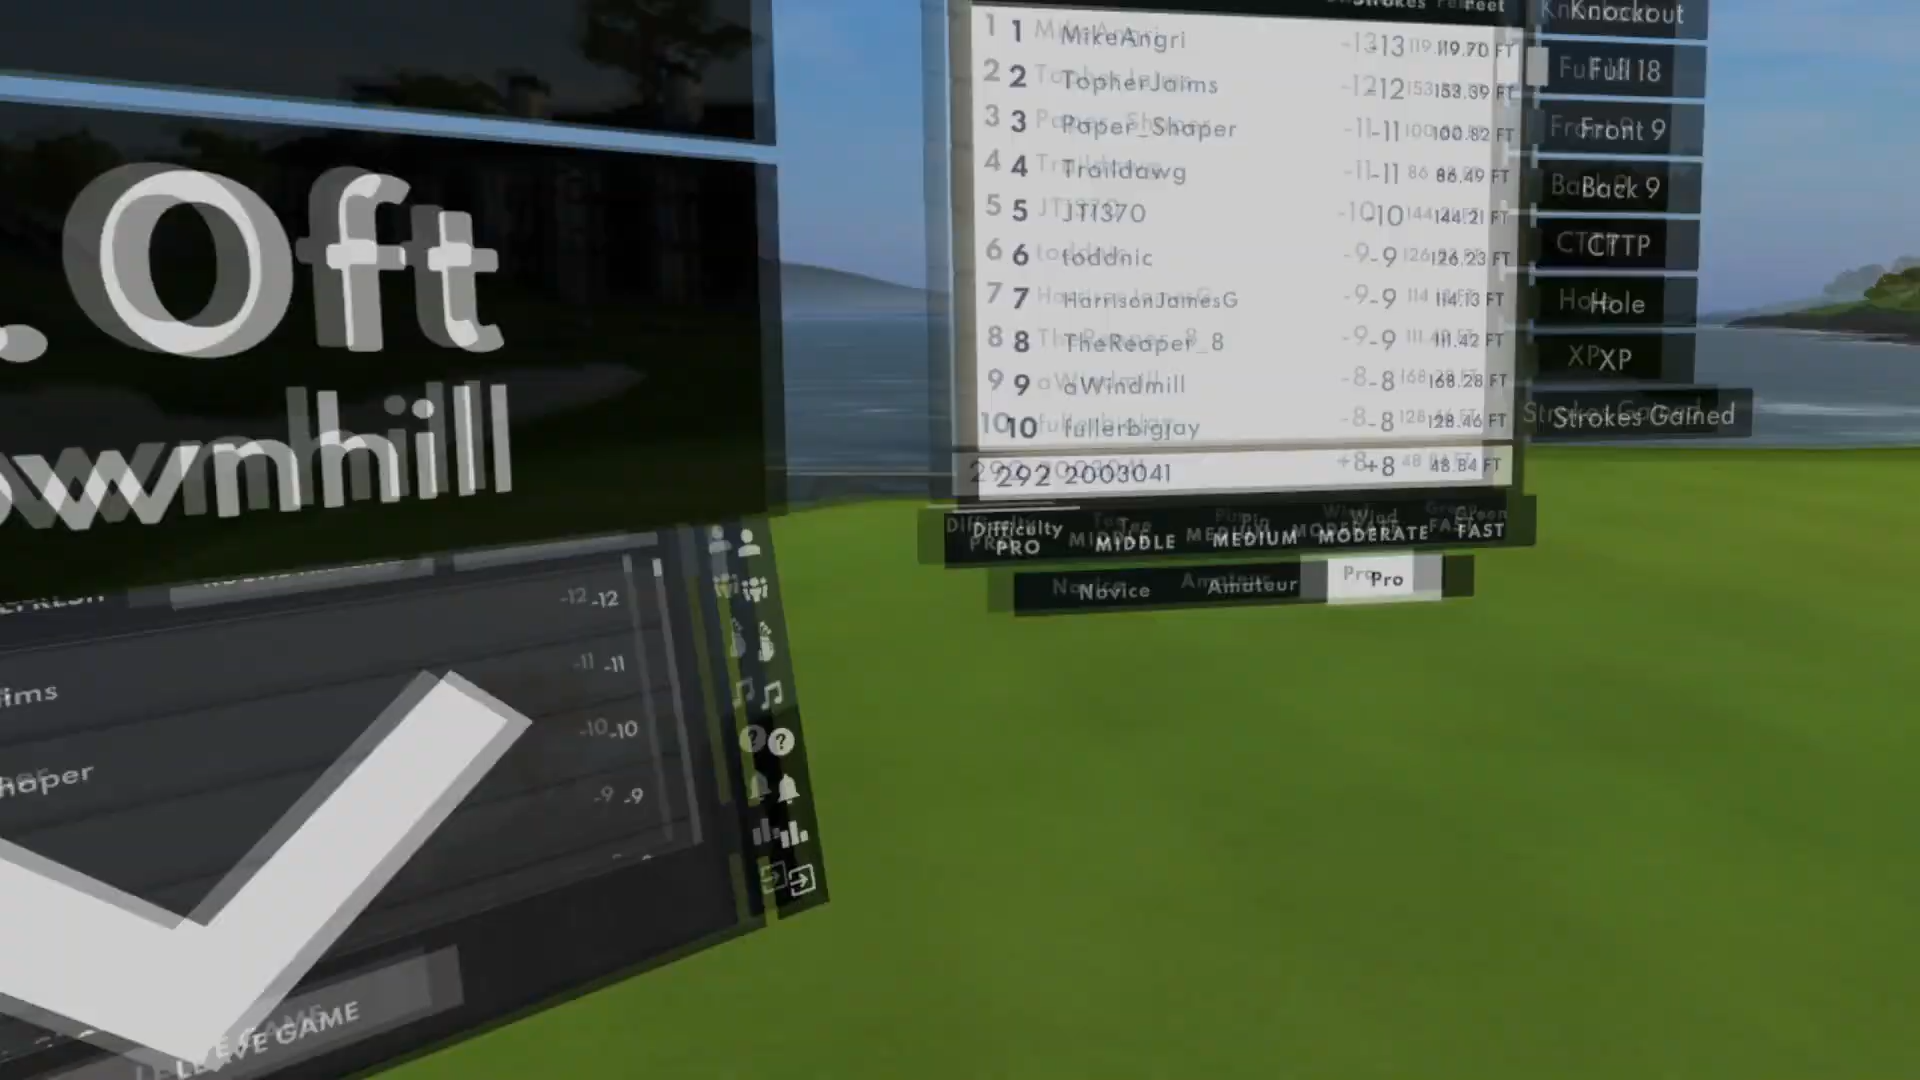 .Oft
ownhill
Strokes Feet
1 MikeAngri -13 119.70 FT
2 TopherJaims -12 153.39 FT
3 Paper_Shaper -11 100.82 FT
4 Traildawg -11 86.49 FT
5 JT1370 -10 144.21 FT
6 toddnic -9 126.23 FT
7 HarrisonJamesG -9 114.13 FT
8 TheReaper_8 -9 111.42 FT
9 aWindmill -8 168.28 FT
10 fullerbigjay -8 128.46 FT
292 2003041 +8 48.84 FT
Difficulty Tee Pin Wind Green
PRO MIDDLE MEDIUM MODERATE FAST
Novice Amateur Pro
Knockout
Full 18
Front 9
Back 9
CTTP
Hole
XP
Strokes Gained
-12
ims -11
-10
haper -9
LEAVE GAME